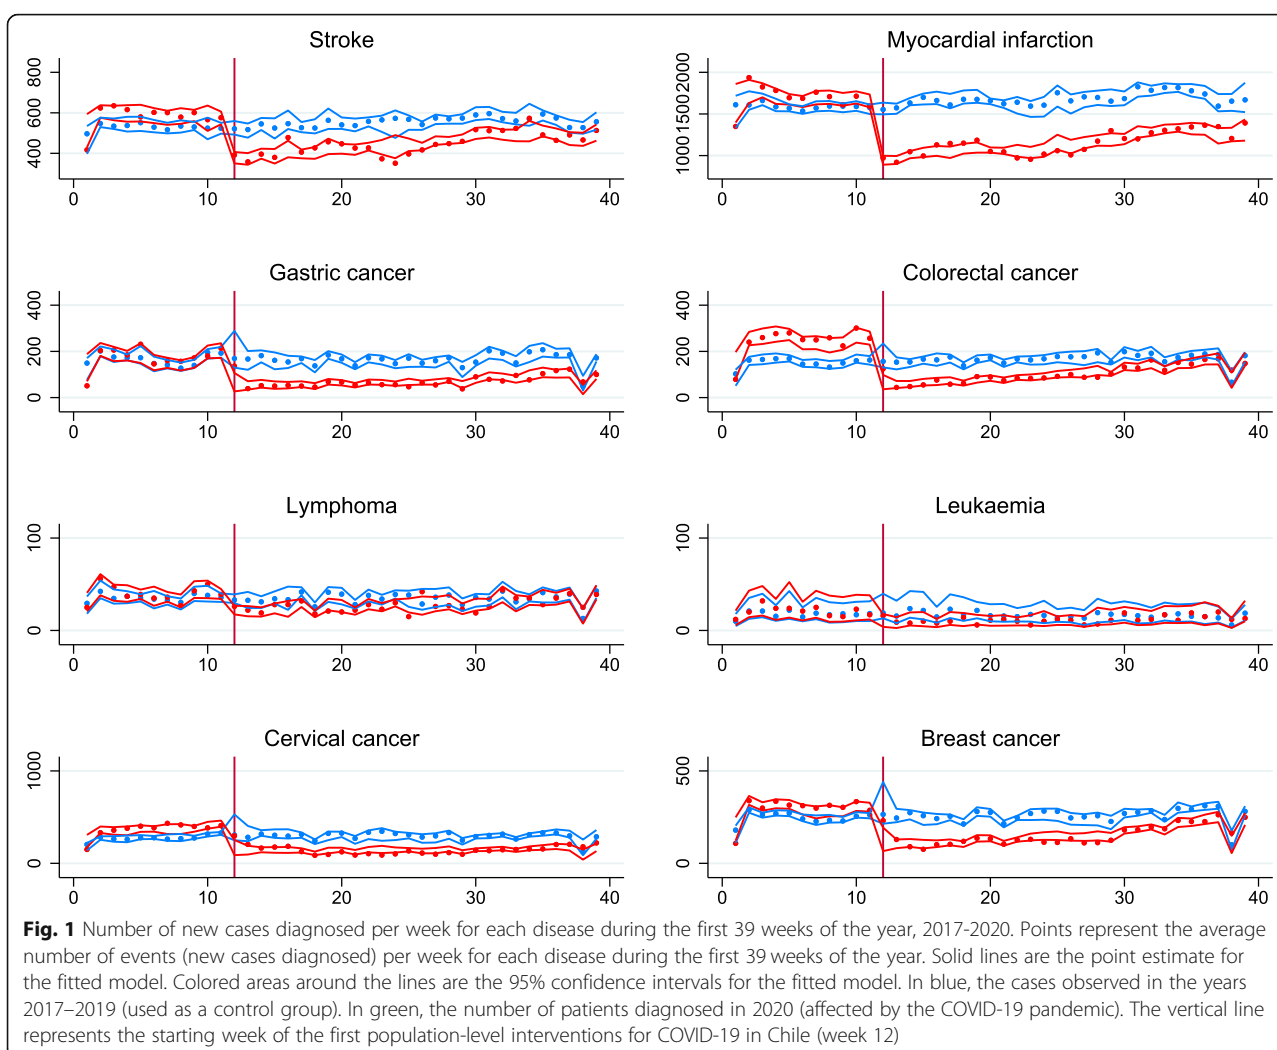 Stroke
Myocardial infarction
800
600
400
0 10 20 30 40
2000
1500
1000
0 10 20 30 40
Gastric cancer
Colorectal cancer
400
200
0
0 10 20 30 40
400
200
0
0 10 20 30 40
Lymphoma
Leukaemia
100
0
0 10 20 30 40
100
0
0 10 20 30 40
Cervical cancer
Breast cancer
1000
0
0 10 20 30 40
500
0
0 10 20 30 40
Fig. 1 Number of new cases diagnosed per week for each disease during the first 39 weeks of the year, 2017-2020. Points represent the average
number of events (new cases diagnosed) per week for each disease during the first 39 weeks of the year. Solid lines are the point estimate for
the fitted model. Colored areas around the lines are the 95% confidence intervals for the fitted model. In blue, the cases observed in the years
2017–2019 (used as a control group). In green, the number of patients diagnosed in 2020 (affected by the COVID-19 pandemic). The vertical line
represents the starting week of the first population-level interventions for COVID-19 in Chile (week 12)